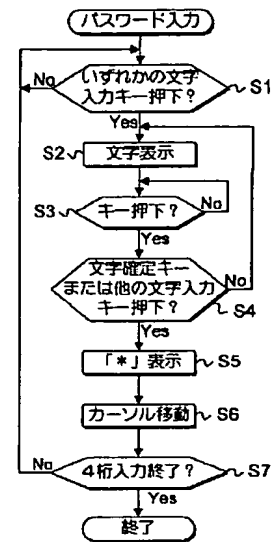 パスワード入力
いずれかの文字
入力キー押下？
No
S1
Yes
S2
文字表示
S3
キー押下？
No
Yes
文字確定キー
または他の文字入力
キー押下？
No
S4
Yes
「*」表示
S5
カーソル移動
S6
No
4桁入力終了？
S7
Yes
終了